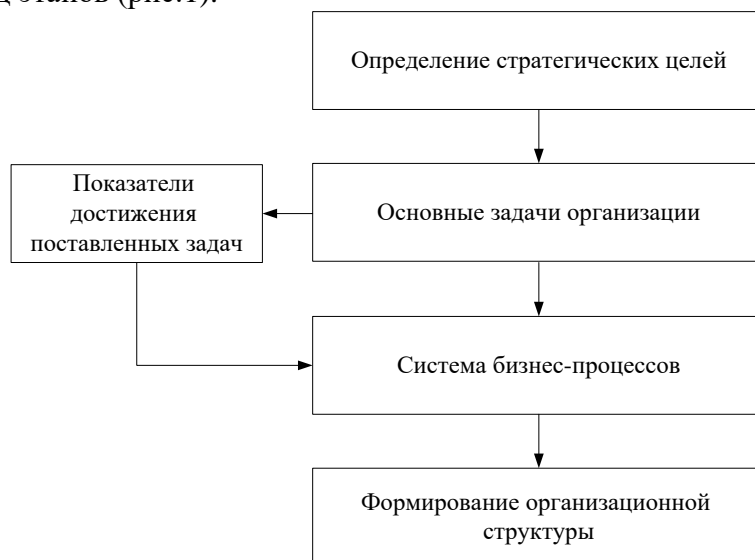 этапов (рис.1).
Определение стратегических целей
Показатели
достижения
поставленных задач
Основные задачи организации
Система бизнес-процессов
Формирование организационной
структуры